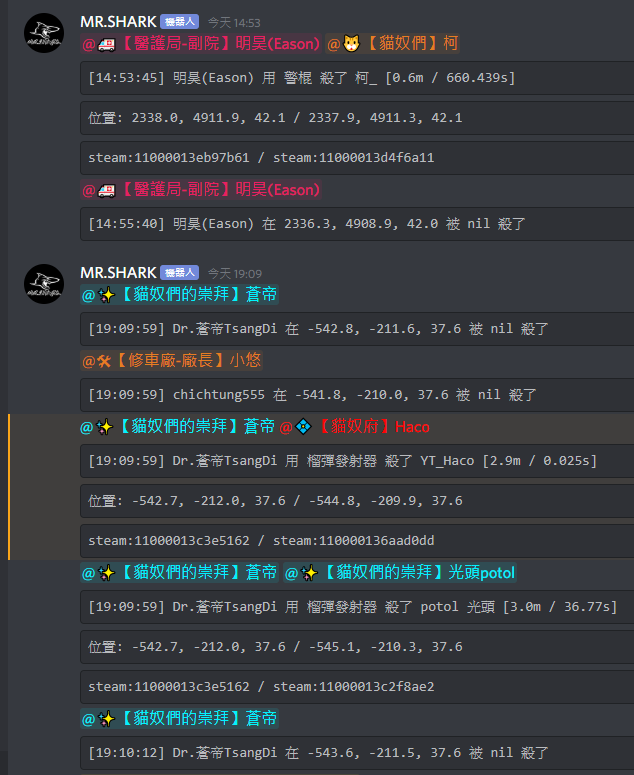 MR.SHARK 機器人 今天 14:53
@🚑【醫護局-副院】明昊(Eason) @🐱【貓奴們】柯
[14:53:45] 明昊(Eason) 用 警棍 殺了 柯_ [0.6m / 660.439s]
位置: 2338.0, 4911.9, 42.1 / 2337.9, 4911.3, 42.1
steam:11000013eb97b61 / steam:11000013d4f6a11
@🚑【醫護局-副院】明昊(Eason)
[14:55:40] 明昊(Eason) 在 2336.3, 4908.9, 42.0 被 nil 殺了
MR.SHARK 機器人 今天 19:09
@✨【貓奴們的崇拜】蒼帝
[19:09:59] Dr.蒼帝TsangDi 在 -542.8, -211.6, 37.6 被 nil 殺了
@🛠【修車廠-廠長】小悠
[19:09:59] chichtung555 在 -541.8, -210.0, 37.6 被 nil 殺了
@✨【貓奴們的崇拜】蒼帝 @💠【貓奴府】Haco
[19:09:59] Dr.蒼帝TsangDi 用 榴彈發射器 殺了 YT_Haco [2.9m / 0.025s]
位置: -542.7, -212.0, 37.6 / -544.8, -209.9, 37.6
steam:11000013c3e5162 / steam:110000136aad0dd
@✨【貓奴們的崇拜】蒼帝 @✨【貓奴們的崇拜】光頭potol
[19:09:59] Dr.蒼帝TsangDi 用 榴彈發射器 殺了 potol 光頭 [3.0m / 36.77s]
位置: -542.7, -212.0, 37.6 / -545.1, -210.3, 37.6
steam:11000013c3e5162 / steam:11000013c2f8ae2
@✨【貓奴們的崇拜】蒼帝
[19:10:12] Dr.蒼帝TsangDi 在 -543.6, -211.5, 37.6 被 nil 殺了